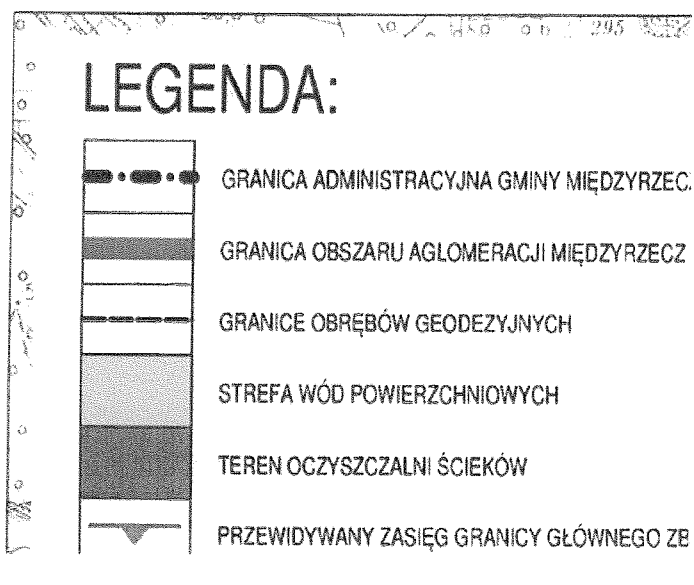 295
LEGENDA:
GRANICA ADMINISTRACYJNA GMINY MIĘDZYRZEC
GRANICA OBSZARU AGLOMERACJI MIĘDZYRZECZ
GRANICE OBRĘBÓW GEODEZYJNYCH
STREFA WÓD POWIERZCHNIOWYCH
TEREN OCZYSZCZALNI ŚCIEKÓW
PRZEWIDYWANY ZASIĘG GRANICY GŁÓWNEGO ZB